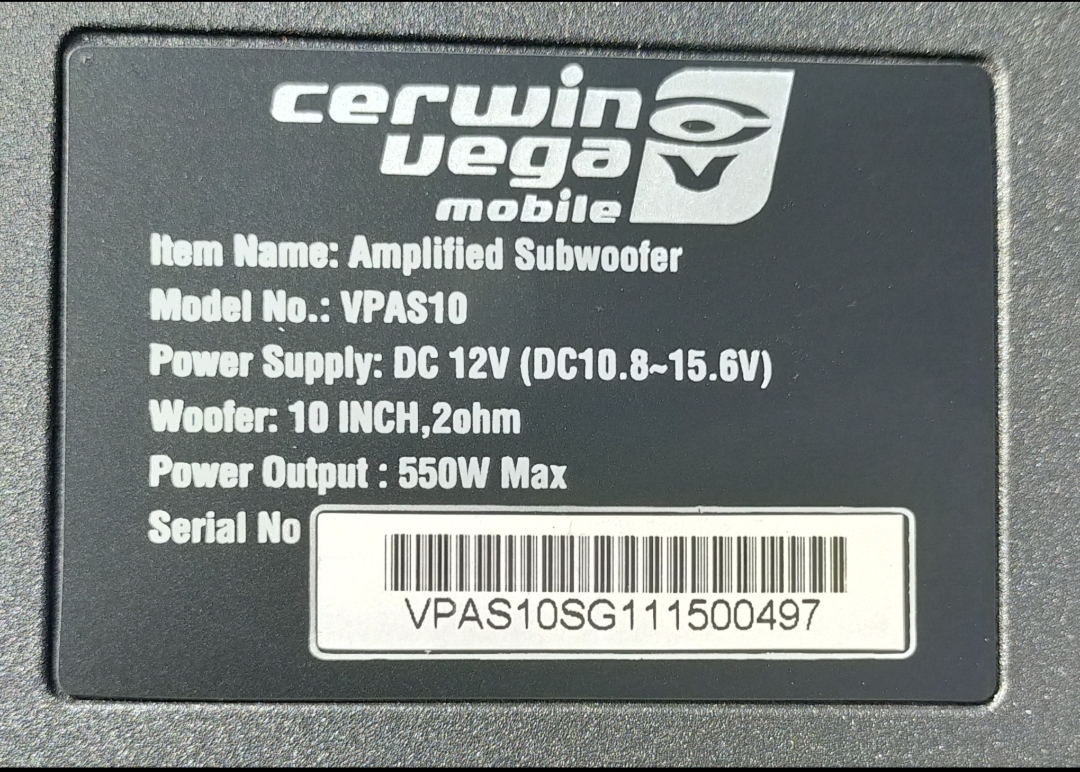 cerwin
vega
mobile
Item Name: Amplified Subwoofer
Model No.: VPAS10
Power Supply: DC 12V (DC10.8~15.6V)
Woofer: 10 INCH,2ohm
Power Output : 550W Max
Serial No
VPAS10SG111500497